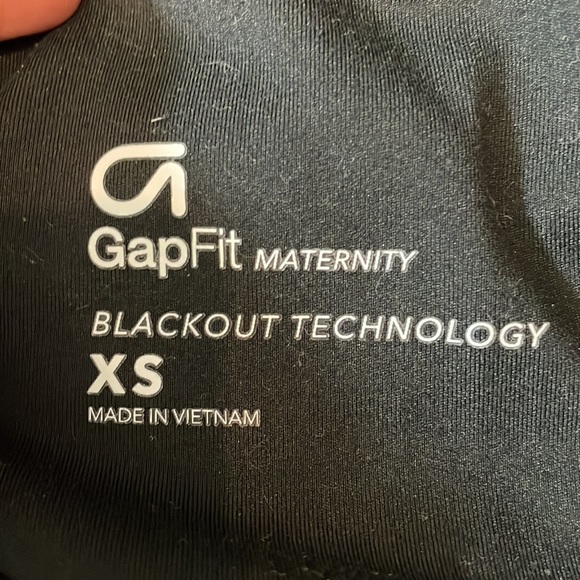 GapFit MATERNITY
BLACKOUT TECHNOLOGY
XS
MADE IN VIETNAM